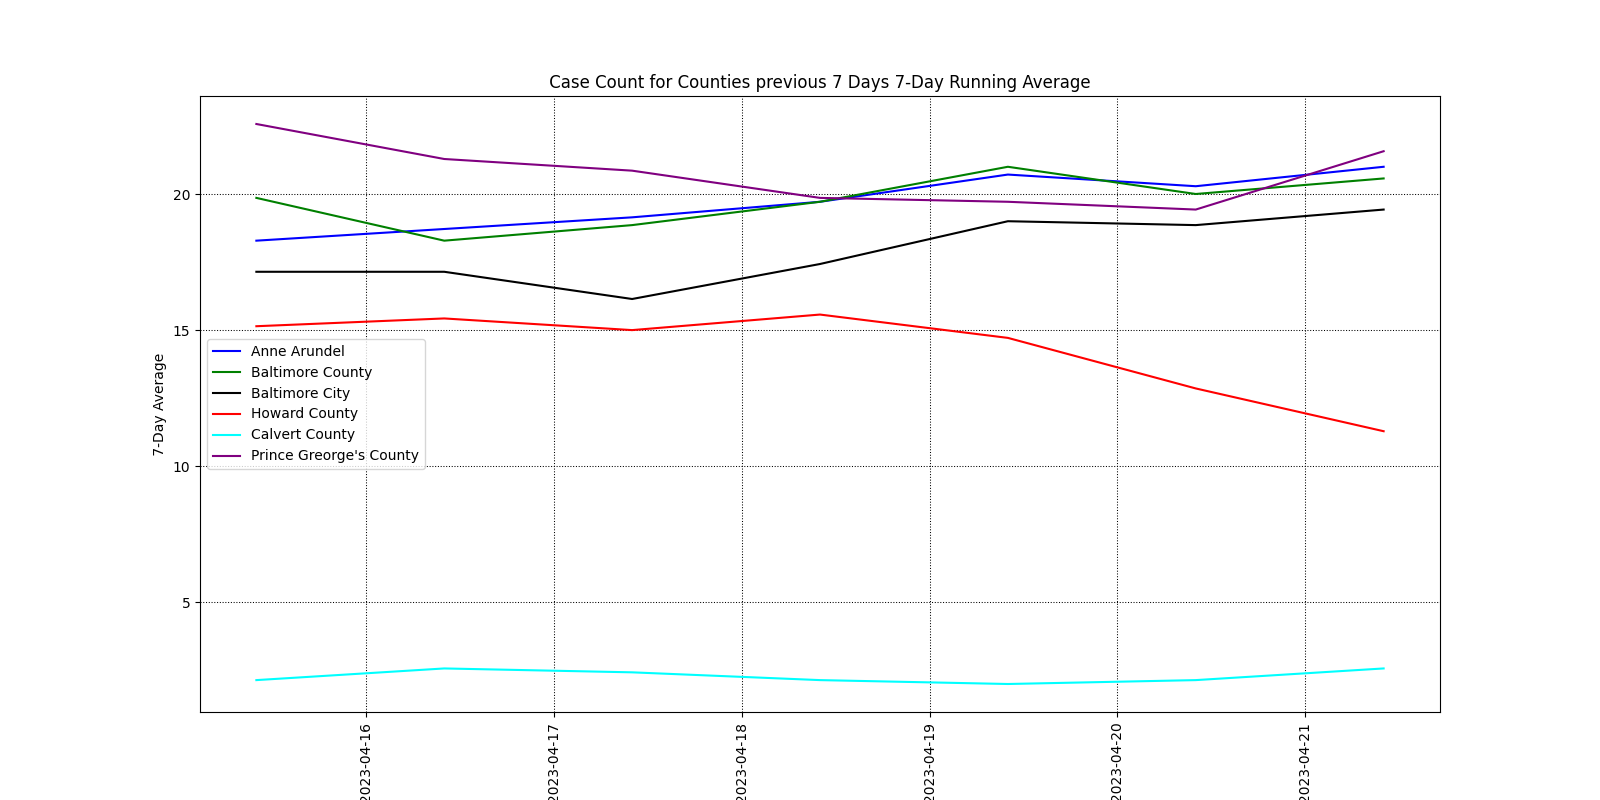 Case Count for Counties previous 7 Days 7-Day Running Average
7-Day Average
20
15
10
5
Anne Arundel
Baltimore County
Baltimore City
Howard County
Calvert County
Prince Greorge's County
2023-04-16
2023-04-17
2023-04-18
2023-04-19
2023-04-20
2023-04-21